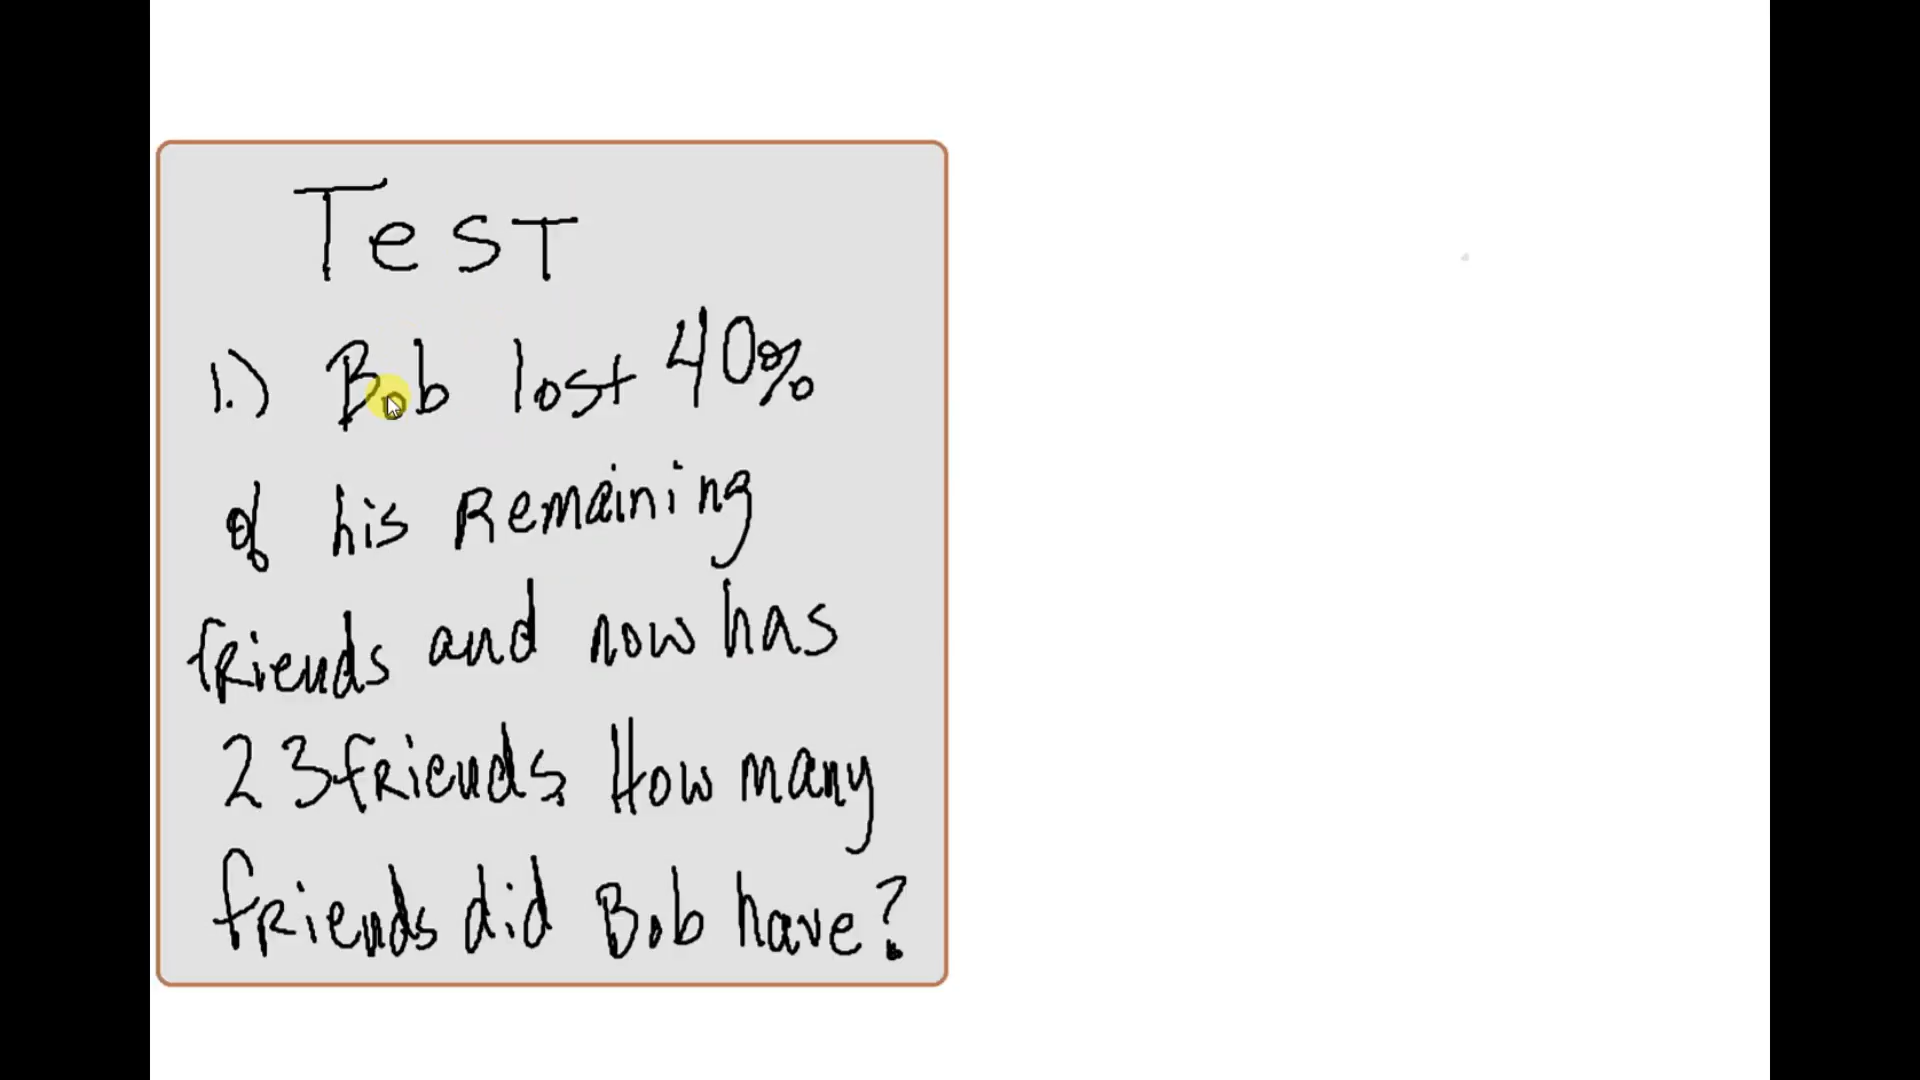 Test
1.) Bob lost 40%
of his Remaining
friends and now has
23 friends. How many
friends did Bob have?